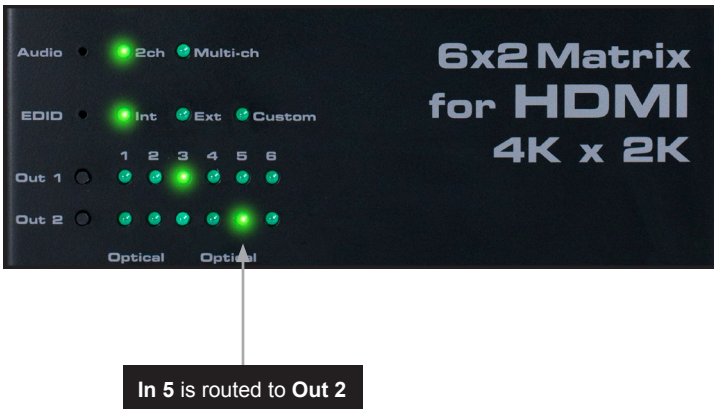 Audio 2ch Multi-ch
EDID Int Ext Custom
1 2 3 4 5 6
Out 1
Out 2
Optical Optical
6x2 Matrix
for HDMI
4K x 2K
In 5 is routed to Out 2